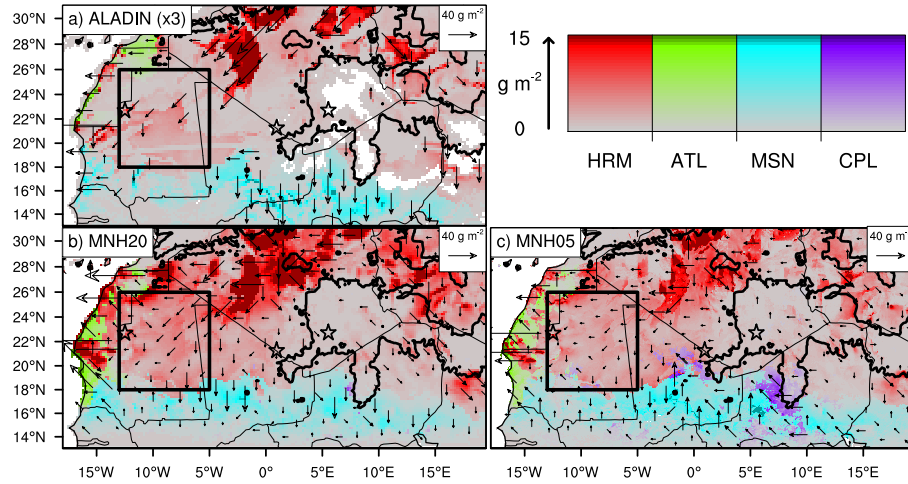 a) ALADIN (x3)
40 g m⁻²
30°N
28°N
26°N
24°N
22°N
20°N
18°N
16°N
14°N
15
g m⁻²
0
HRM ATL MSN CPL
b) MNH20
40 g m⁻²
30°N
28°N
26°N
24°N
22°N
20°N
18°N
16°N
14°N
15°W 10°W 5°W 0° 5°E 10°E 15°E
c) MNH05
40 g m⁻²
15°W 10°W 5°W 0° 5°E 10°E 15°E